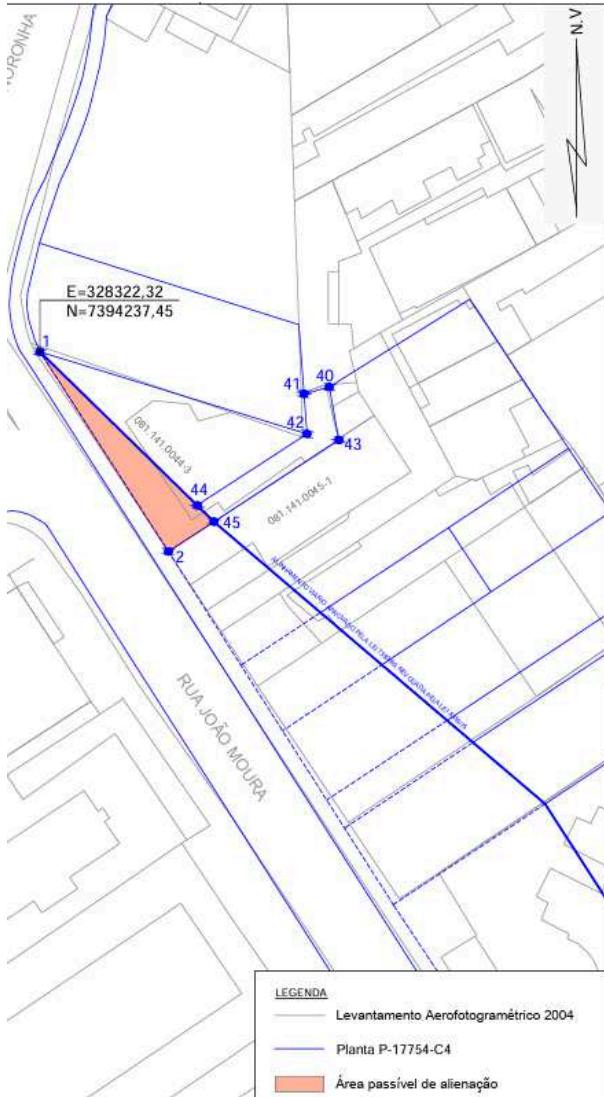 NORONHA
N.V
E=328322,32
N=7394237,45
1
41
40
42
43
081.141.0044-3
44
45
081.141.0045-1
2
RUA JOÃO MOURA
LEGENDA
Levantamento Aerofotogramétrico 2004
Planta P-17754-C4
Área passível de alienação